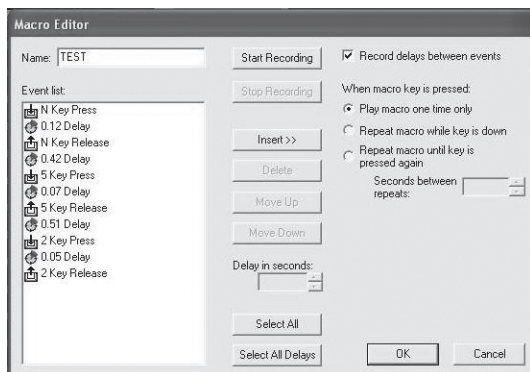 Macro Editor
Name: TEST
Event list:
N Key Press
0.12 Delay
N Key Release
0.42 Delay
5 Key Press
0.07 Delay
5 Key Release
0.51 Delay
2 Key Press
0.05 Delay
2 Key Release
Start Recording
Stop Recording
Insert >>
Delete
Move Up
Move Down
Delay in seconds:
Select All
Select All Delays
Record delays between events
When macro key is pressed:
Play macro one time only
Repeat macro while key is down
Repeat macro until key is
pressed again
Seconds between
repeats:
OK
Cancel